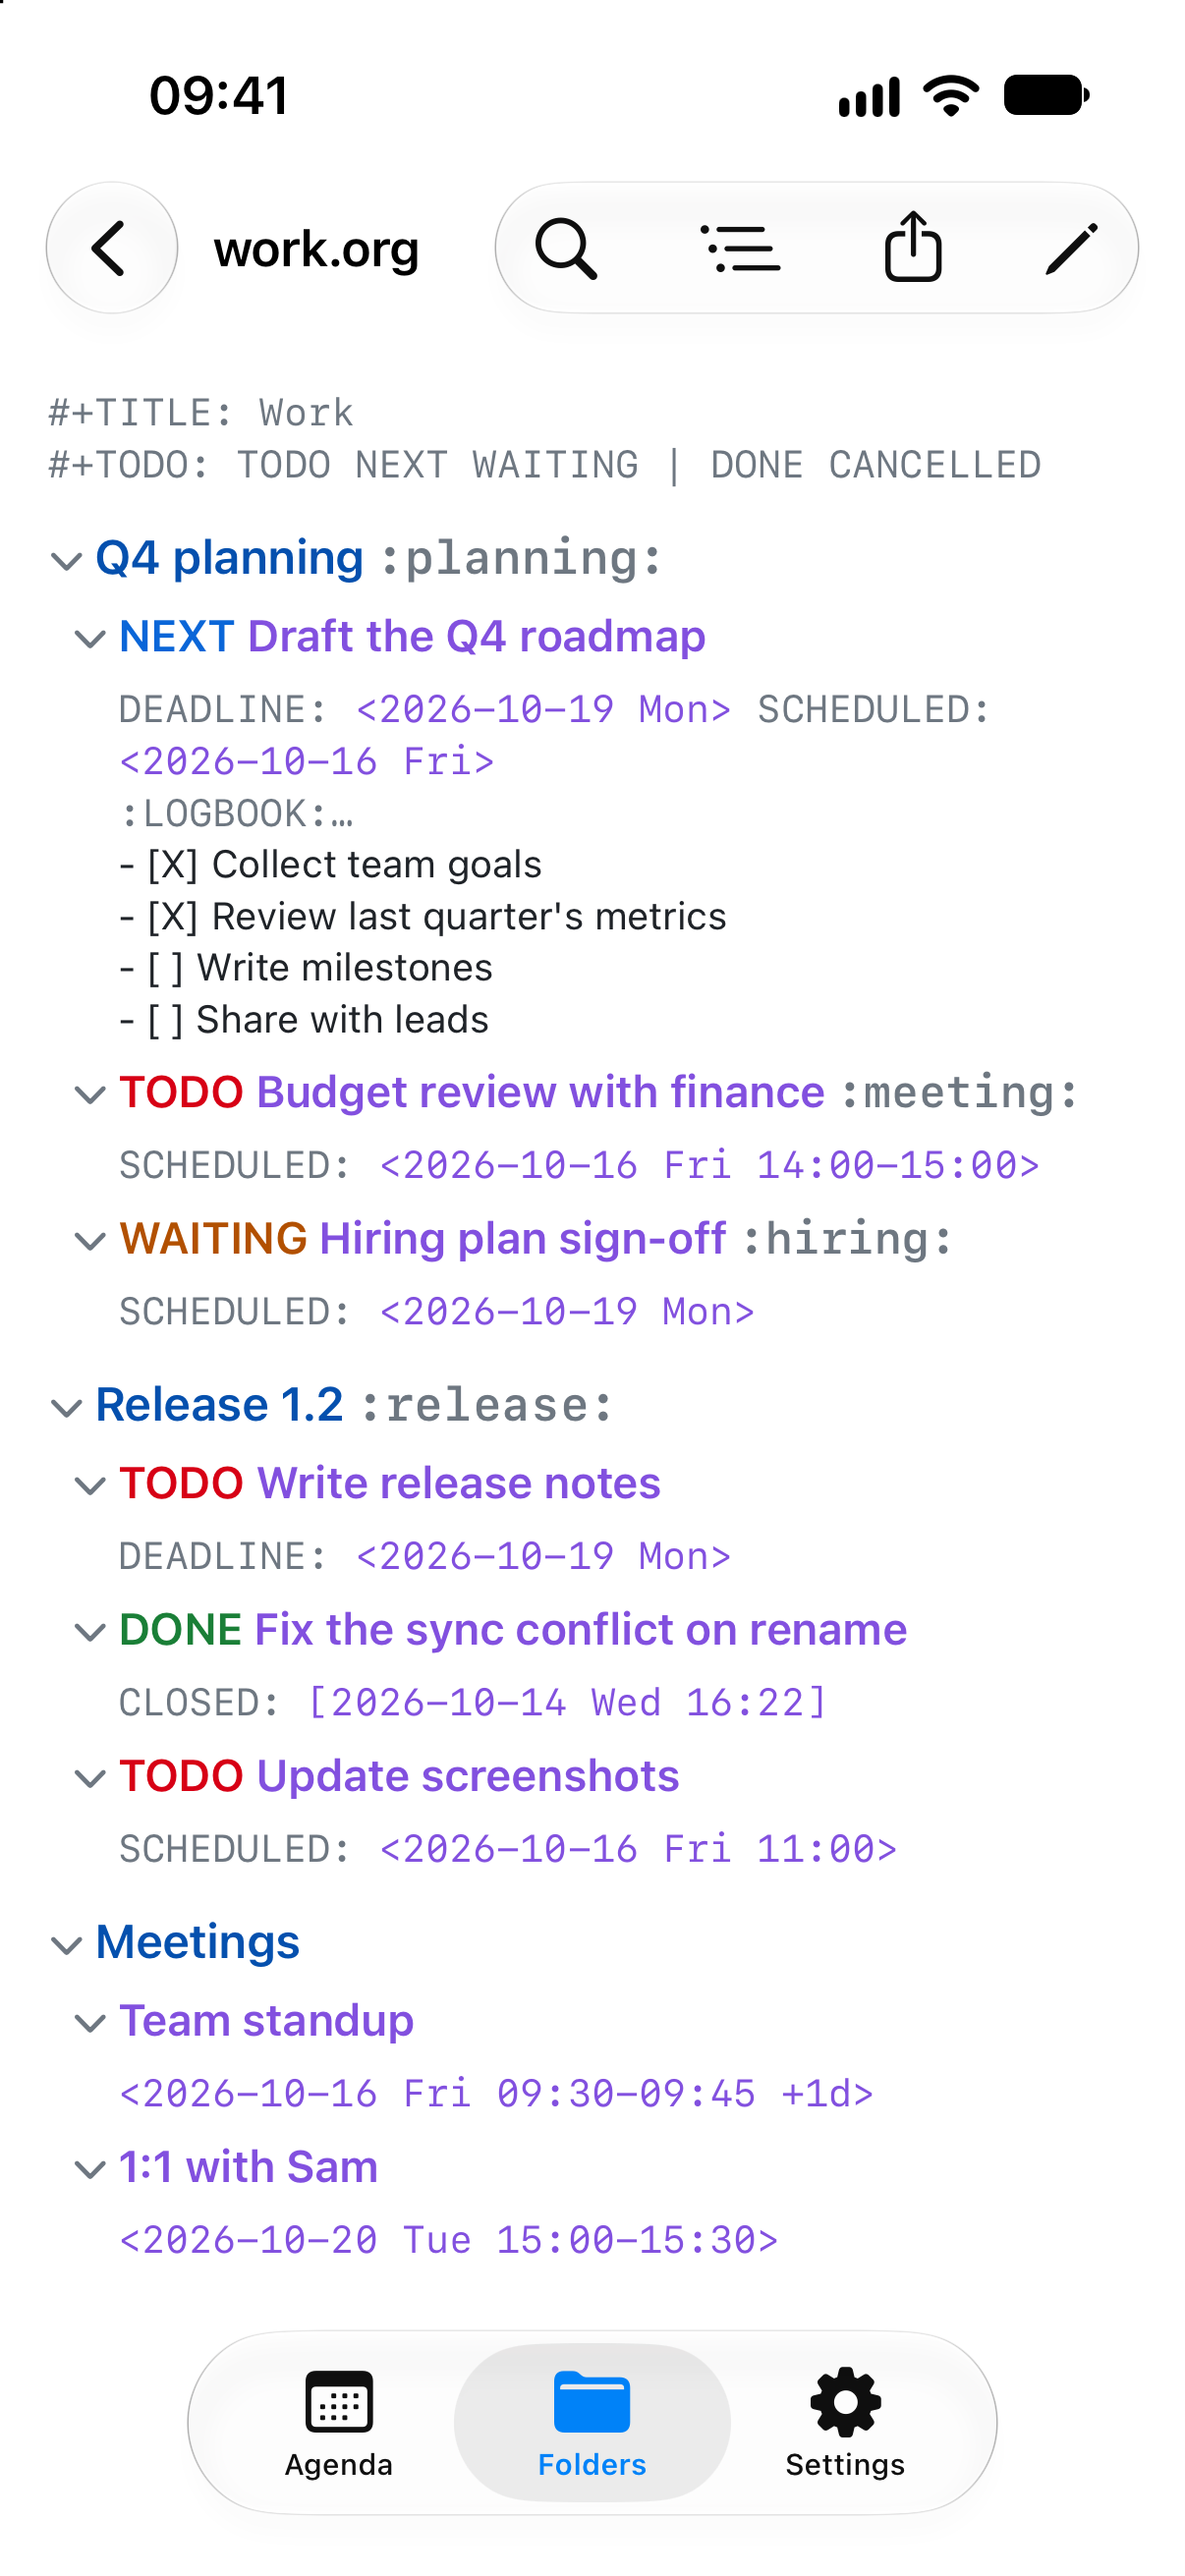 09:41
work.org
#+TITLE: Work
#+TODO: TODO NEXT WAITING | DONE CANCELLED
Q4 planning :planning:
NEXT Draft the Q4 roadmap
DEADLINE: <2026-10-19 Mon> SCHEDULED:
<2026-10-16 Fri>
:LOGBOOK:…
- [X] Collect team goals
- [X] Review last quarter's metrics
- [ ] Write milestones
- [ ] Share with leads
TODO Budget review with finance :meeting:
SCHEDULED: <2026-10-16 Fri 14:00-15:00>
WAITING Hiring plan sign-off :hiring:
SCHEDULED: <2026-10-19 Mon>
Release 1.2 :release:
TODO Write release notes
DEADLINE: <2026-10-19 Mon>
DONE Fix the sync conflict on rename
CLOSED: [2026-10-14 Wed 16:22]
TODO Update screenshots
SCHEDULED: <2026-10-16 Fri 11:00>
Meetings
Team standup
<2026-10-16 Fri 09:30-09:45 +1d>
1:1 with Sam
<2026-10-20 Tue 15:00-15:30>
Agenda
Folders
Settings